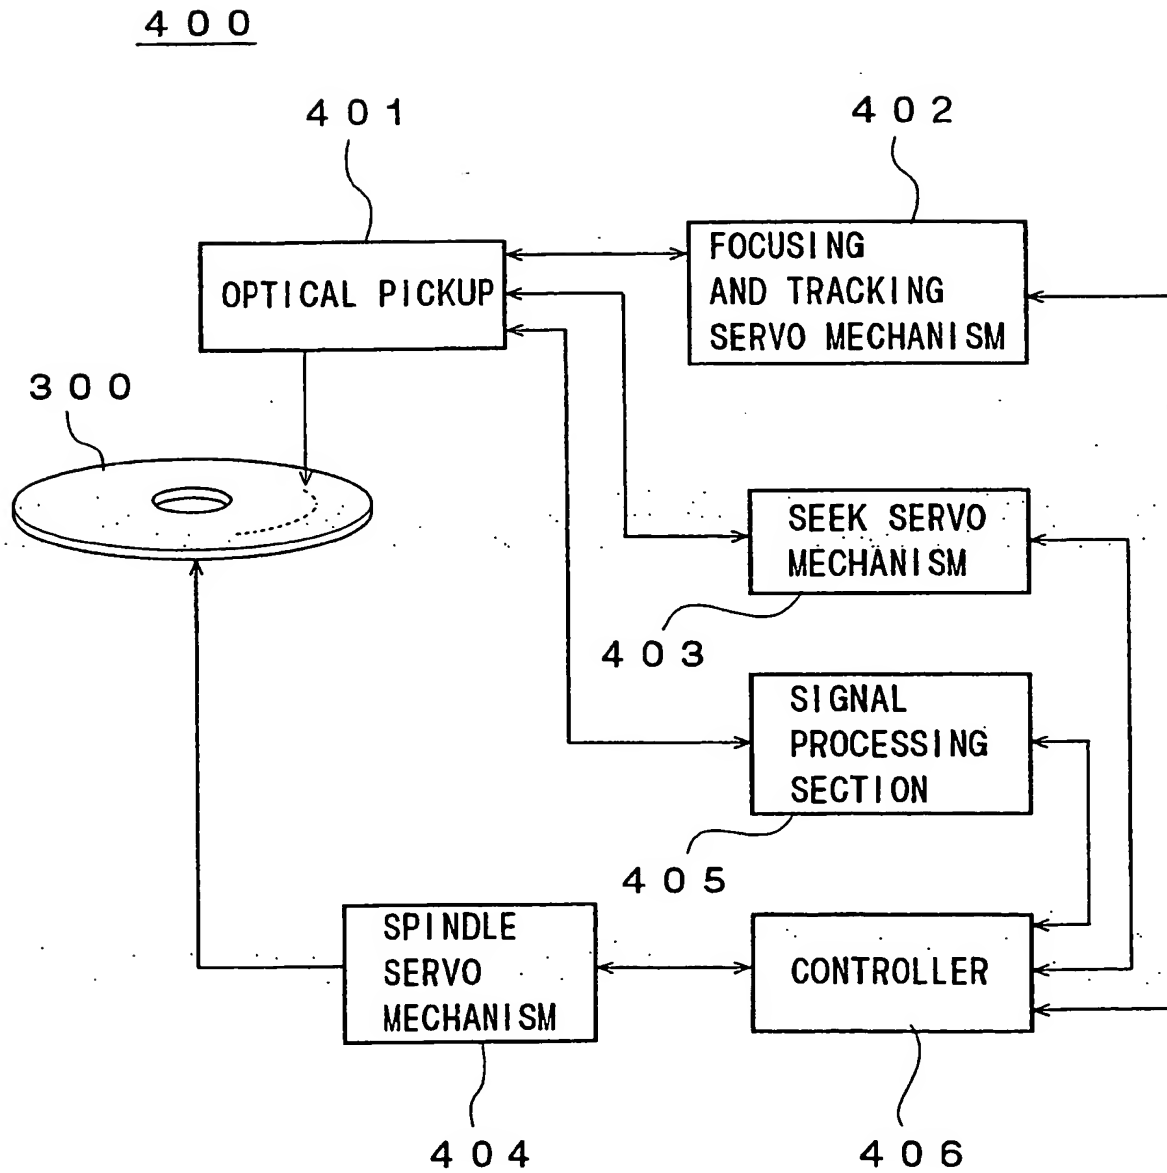 400
401
402
OPTICAL PICKUP
FOCUSING
AND TRACKING
SERVO MECHANISM
300
SEEK SERVO
MECHANISM
403
SIGNAL
PROCESSING
SECTION
405
SPINDLE
SERVO
MECHANISM
CONTROLLER
404
406